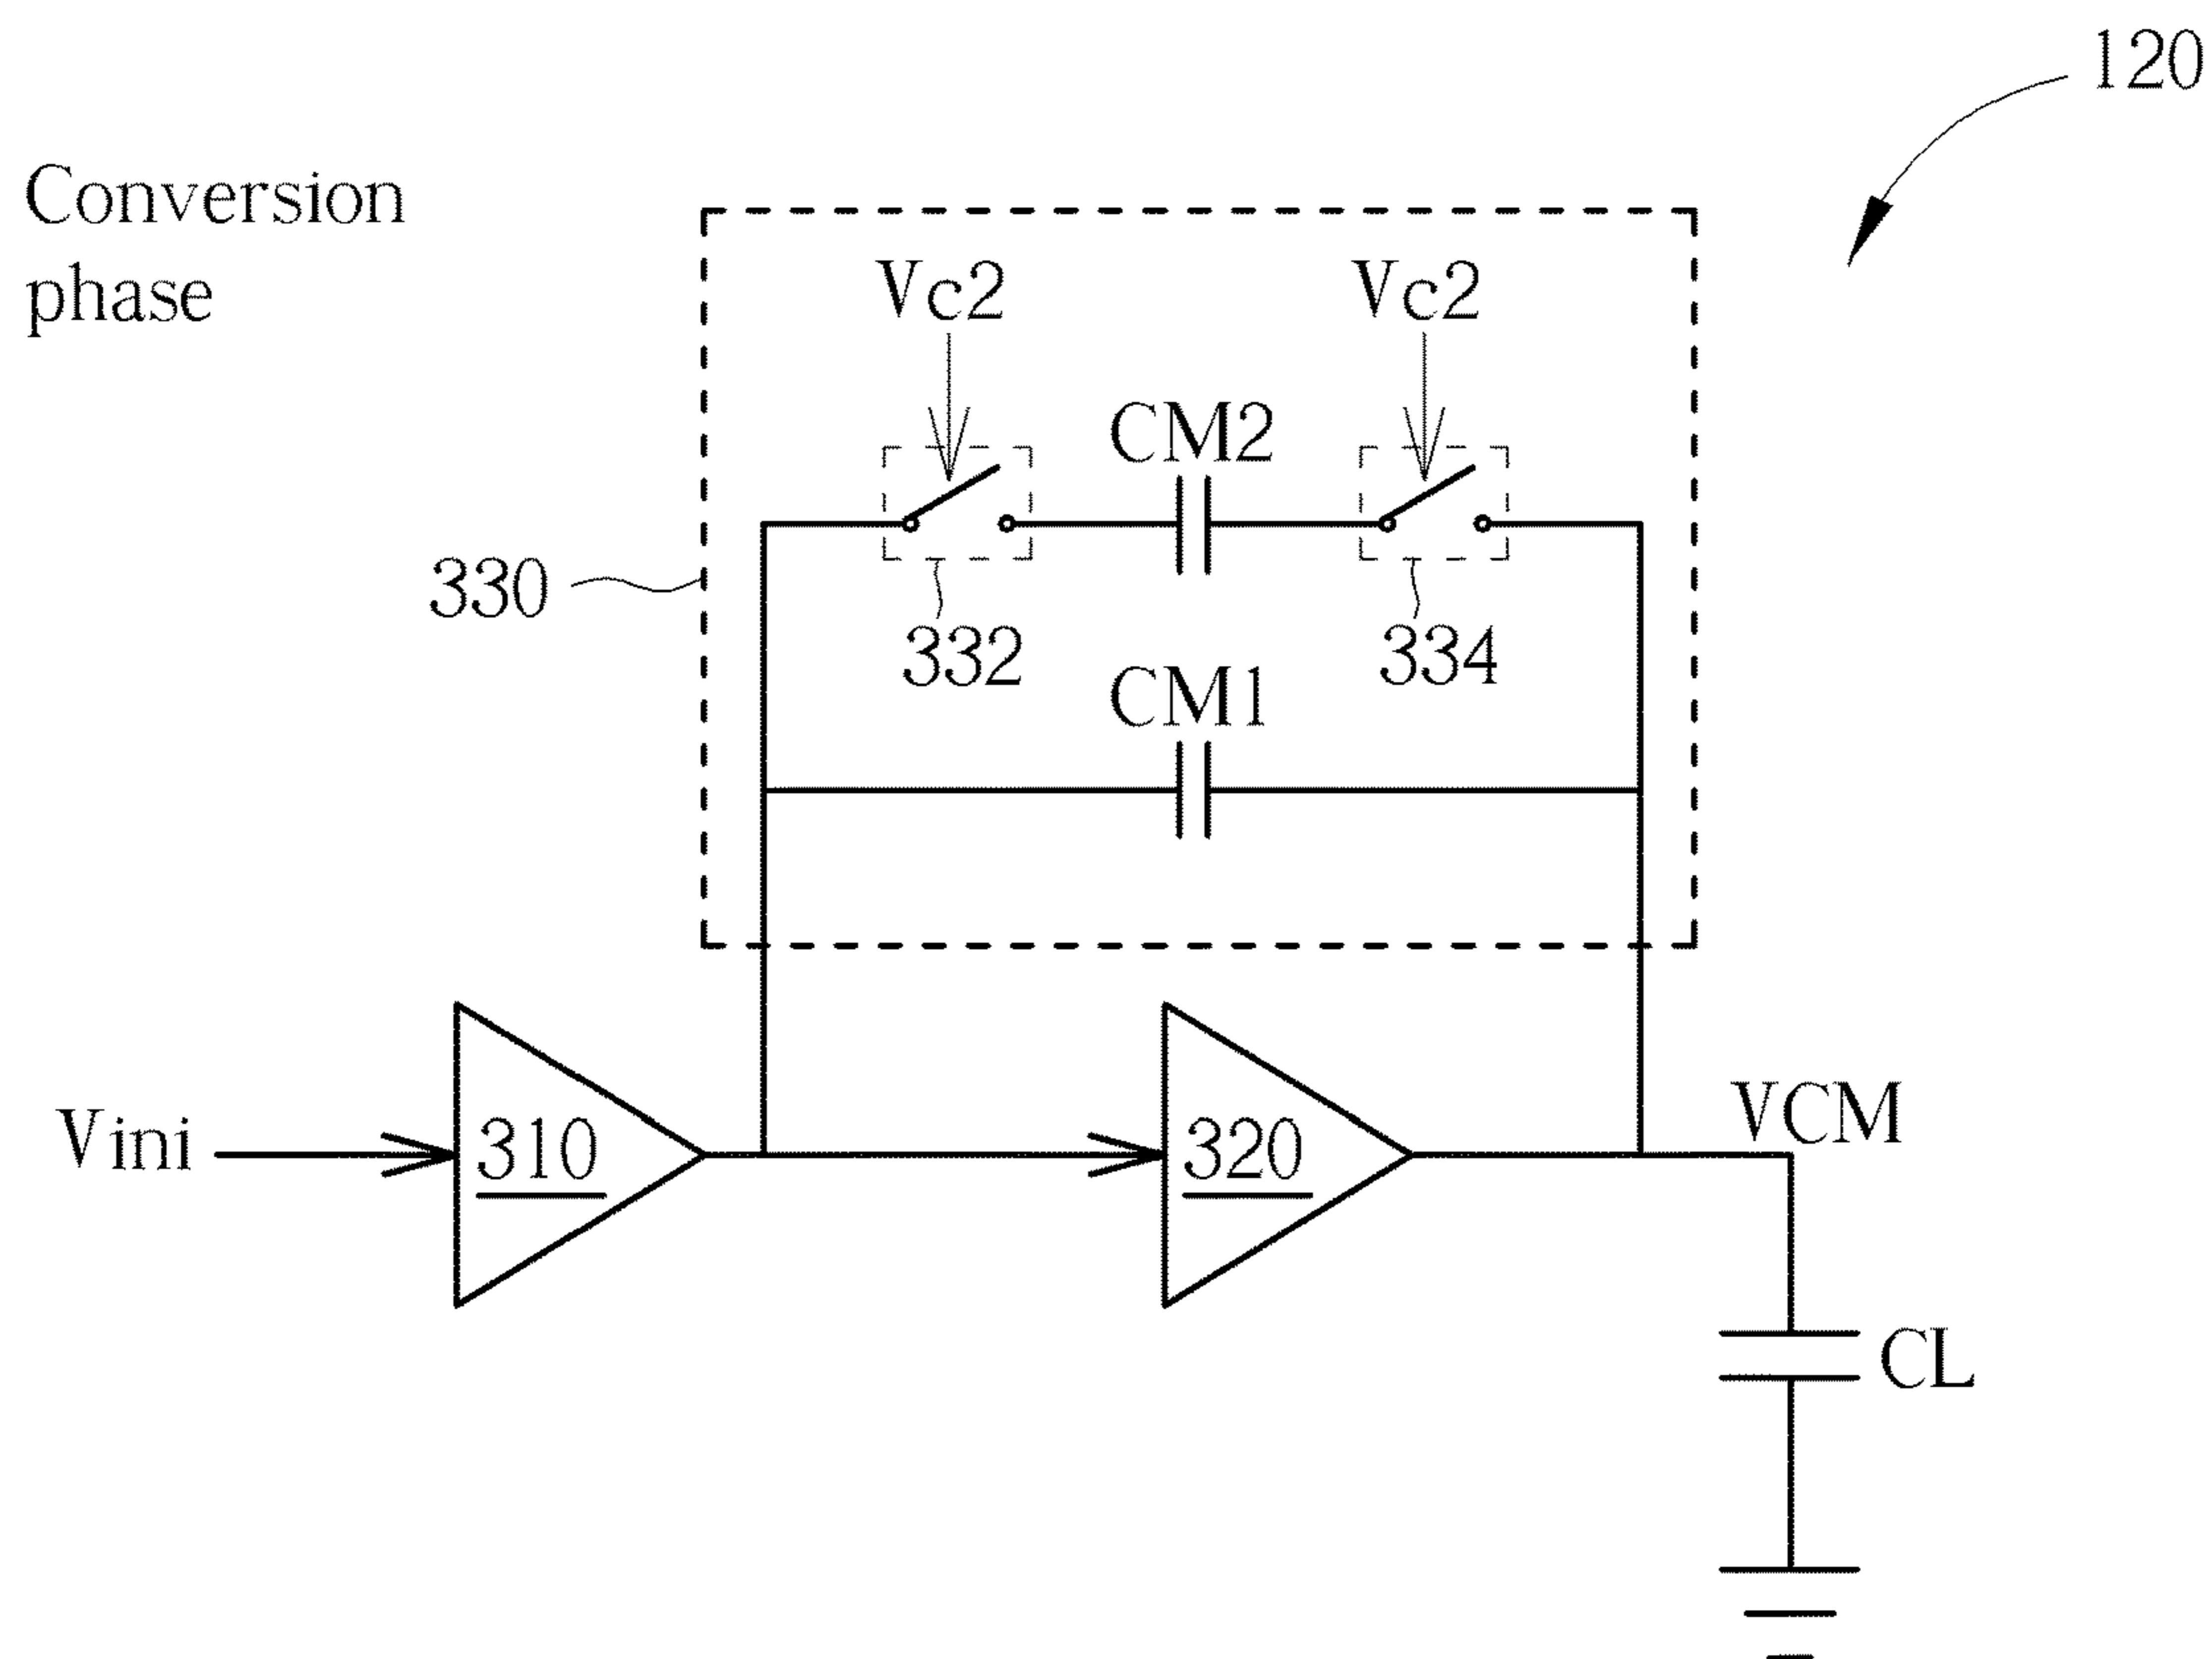 120
Conversion
phase
Vc2
Vc2
CM2
330
332
334
CM1
Vini
310
320
VCM
CL